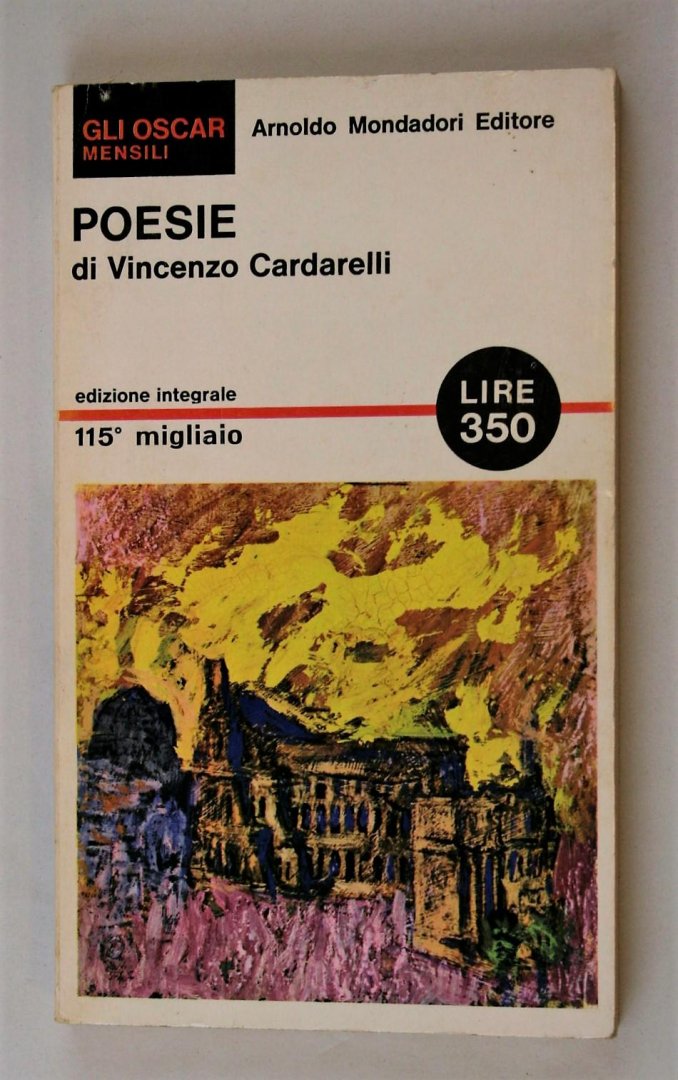 GLI OSCAR
MENSILI
Arnoldo Mondadori Editore
POESIE
di Vincenzo Cardarelli
edizione integrale
115° migliaio
LIRE
350